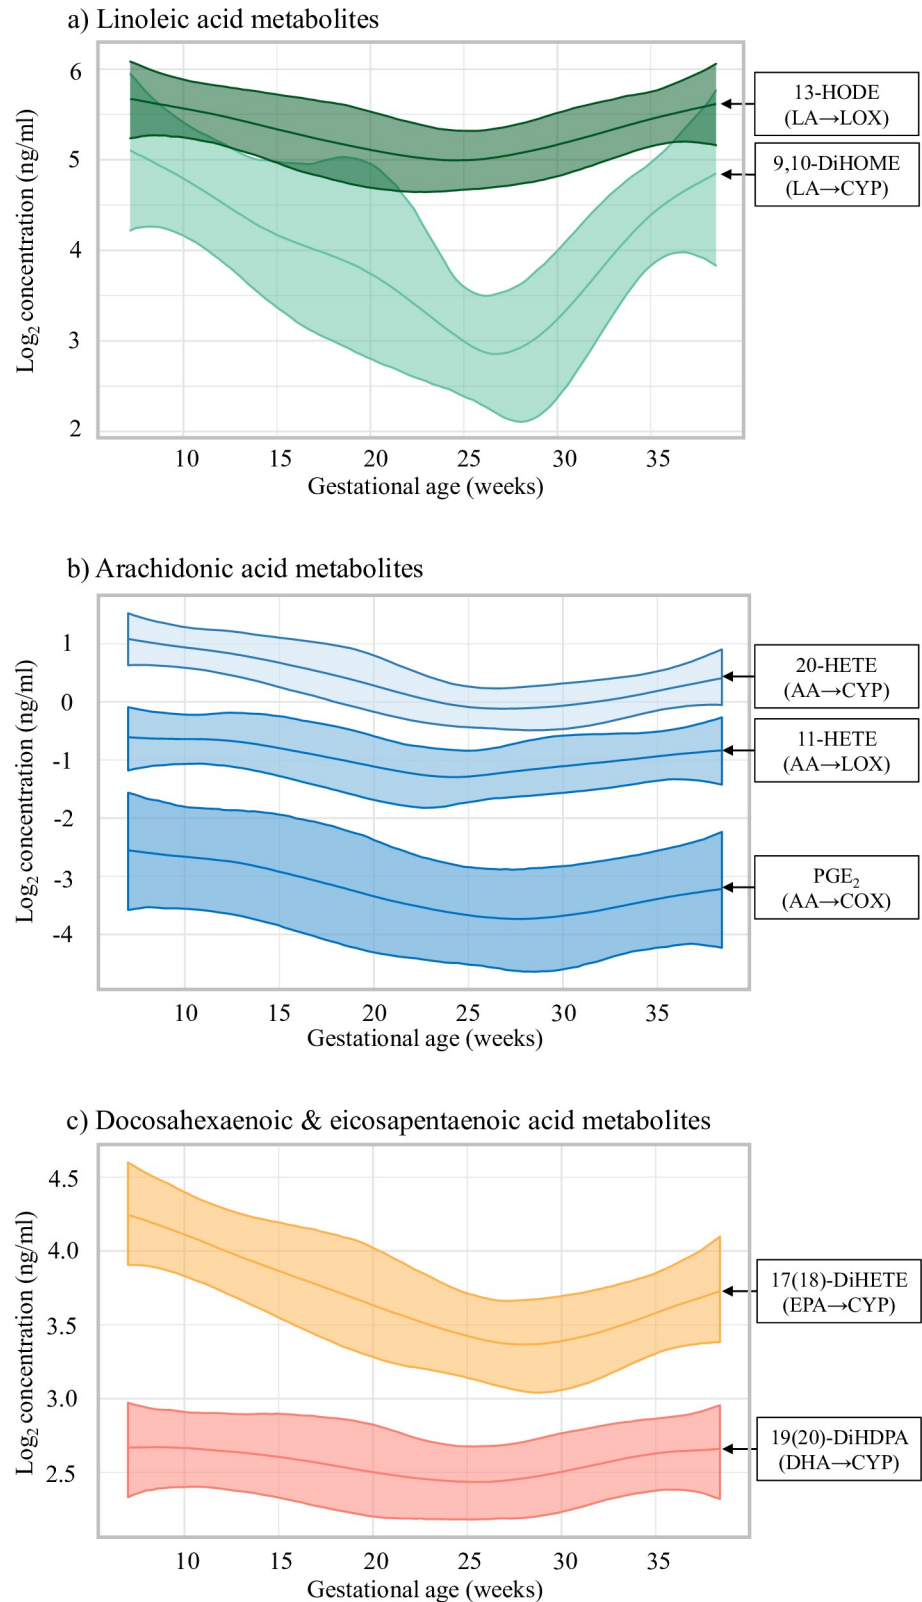 a) Linoleic acid metabolites
6
5
4
3
2
Log₂ concentration (ng/ml)
10 15 20 25 30 35
Gestational age (weeks)
13-HODE
(LA→LOX)
9,10-DiHOME
(LA→CYP)
b) Arachidonic acid metabolites
1
0
-1
-2
-3
-4
Log₂ concentration (ng/ml)
10 15 20 25 30 35
Gestational age (weeks)
20-HETE
(AA→CYP)
11-HETE
(AA→LOX)
PGE₂
(AA→COX)
c) Docosahexaenoic & eicosapentaenoic acid metabolites
4.5
4.0
3.5
3.0
2.5
Log₂ concentration (ng/ml)
10 15 20 25 30 35
Gestational age (weeks)
17(18)-DiHETE
(EPA→CYP)
19(20)-DiHDPA
(DHA→CYP)